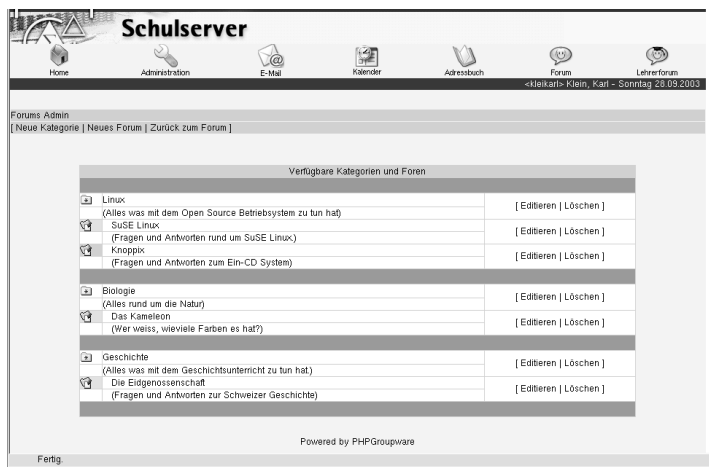 Schulserver
Home Administration E-Mail Kalender Adressbuch Forum Lehrerforum
<kleikarl> Klein, Karl - Sonntag 28.09.2003
Forums Admin
[ Neue Kategorie | Neues Forum | Zurück zum Forum ]
Verfügbare Kategorien und Foren
Linux
(Alles was mit dem Open Source Betriebsystem zu tun hat)
[ Editieren | Löschen ]
SuSE Linux
(Fragen und Antworten rund um SuSE Linux.)
[ Editieren | Löschen ]
Knoppix
(Fragen und Antworten zum Ein-CD System)
[ Editieren | Löschen ]
Biologie
(Alles rund um die Natur)
[ Editieren | Löschen ]
Das Kameleon
(Wer weiss, wieviele Farben es hat?)
[ Editieren | Löschen ]
Geschichte
(Alles was mit dem Geschichtsunterricht zu tun hat.)
[ Editieren | Löschen ]
Die Eidgenossenschaft
(Fragen und Antworten zur Schweizer Geschichte)
[ Editieren | Löschen ]
Powered by PHPGroupware
Fertig.